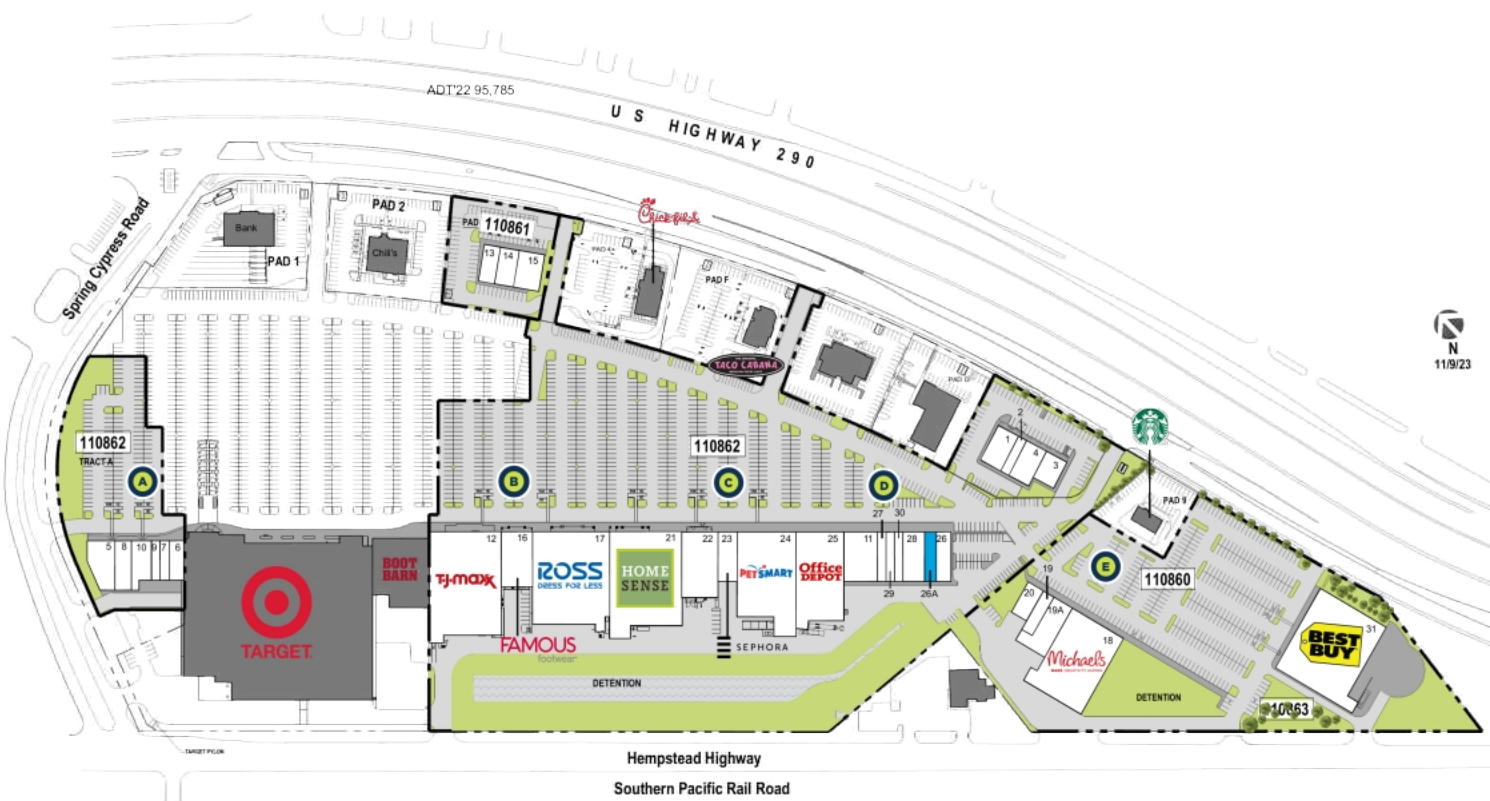 ADT'22 95,785
U S HIGHWAY 290
Spring Cypress Road
Bank
PAD 1
PAD 2
Chili's
PAD
110861
13
14
15
Chick-fil-A
PAD F
TACO CABANA
N
11/9/23
110862
TRACT A
A
B
110862
C
D
2
1
4
3
PAD 9
E
110860
5
8
10
9
7
6
TARGET
BOOT
BARN
12
T.J.maxx
16
17
ROSS
DRESS FOR LESS
21
HOME
SENSE
22
23
24
PETSMART
25
Office
DEPOT
11
27
30
28
26
29
26A
FAMOUS
footwear
SEPHORA
DETENTION
19
20
19A
18
Michaels
DETENTION
31
BEST
BUY
110863
TARGET PYLON
Hempstead Highway
Southern Pacific Rail Road